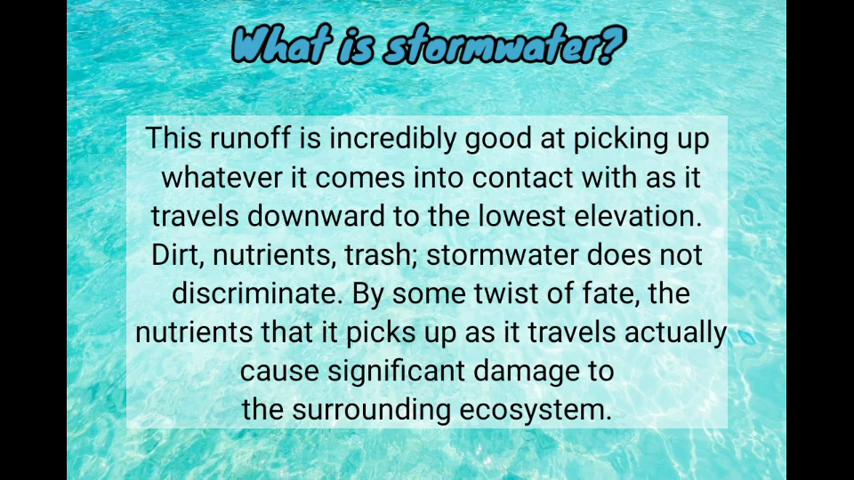 What is stormwater?
This runoff is incredibly good at picking up
whatever it comes into contact with as it
travels downward to the lowest elevation.
Dirt, nutrients, trash; stormwater does not
discriminate. By some twist of fate, the
nutrients that it picks up as it travels actually
cause significant damage to
the surrounding ecosystem.